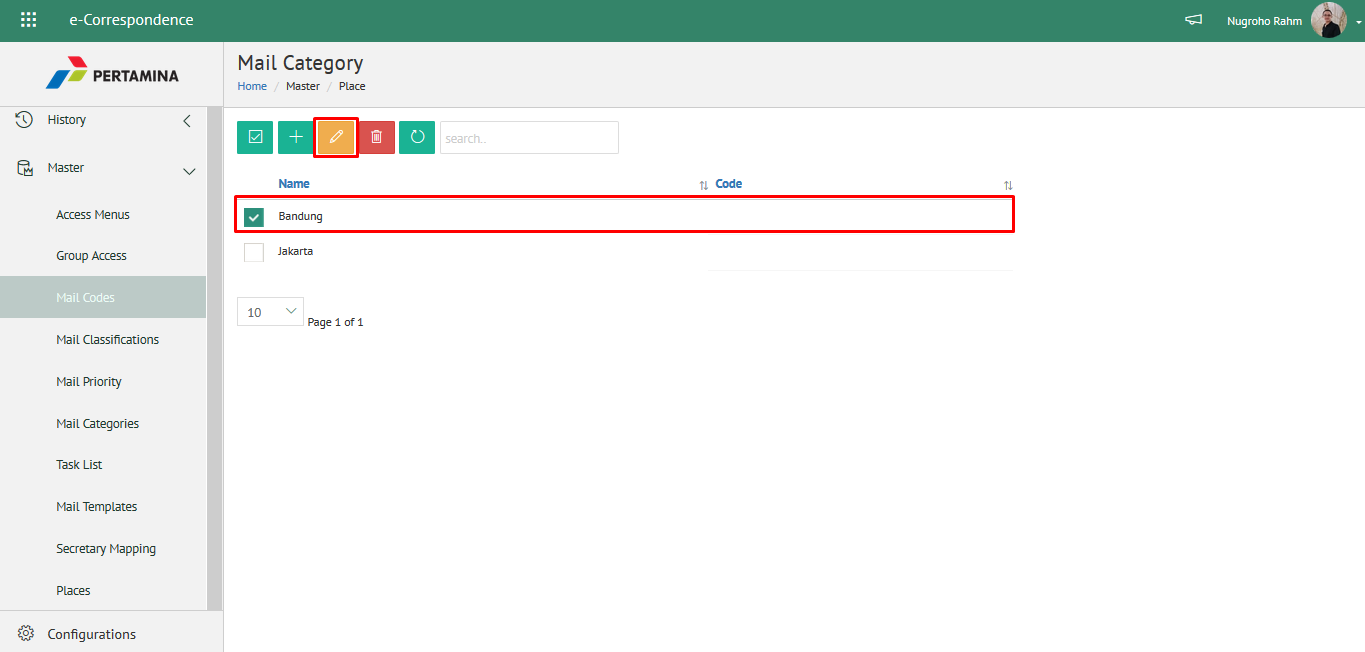 e-Correspondence
Nugroho Rahm
PERTAMINA
History
Master
Access Menus
Group Access
Mail Codes
Mail Classifications
Mail Priority
Mail Categories
Task List
Mail Templates
Secretary Mapping
Places
Configurations
Mail Category
Home / Master / Place
search..
Name Code
Bandung
Jakarta
10 Page 1 of 1